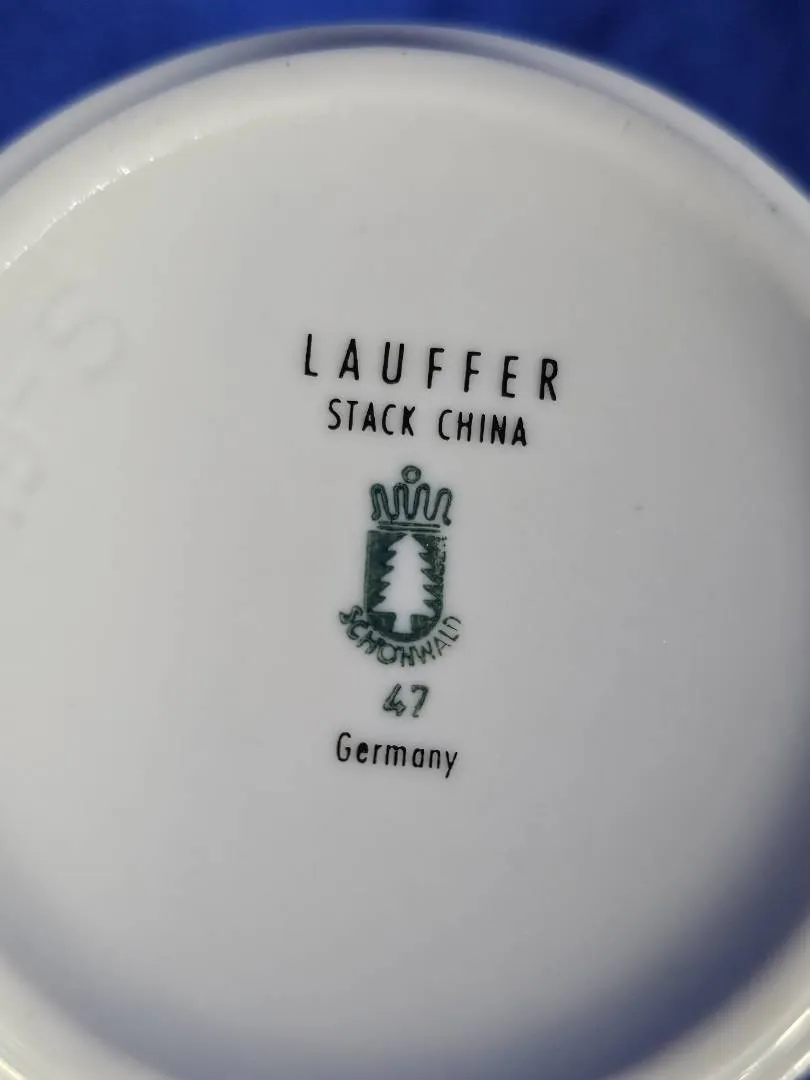 LAUFFER
STACK CHINA
SCHÖNWALD
47
Germany